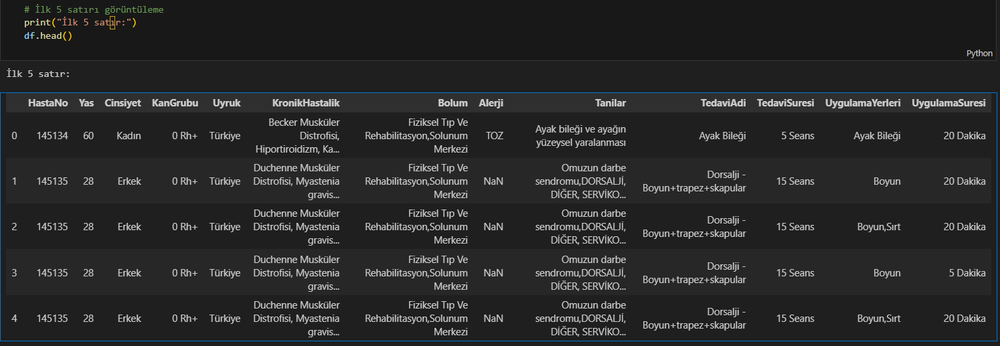 # İlk 5 satırı görüntüleme
print("İlk 5 satır:")
df.head()
Python
İlk 5 satır:
HastaNo Yas Cinsiyet KanGrubu Uyruk KronikHastalik Bolum Alerji Tanilar TedaviAdi TedaviSuresi UygulamaYerleri UygulamaSuresi
0 145134 60 Kadın 0 Rh+ Türkiye Becker Musküler Distrofisi, Hiportiroidizm, Ka... Fiziksel Tıp Ve Rehabilitasyon,Solunum Merkezi TOZ Ayak bileği ve ayağın yüzeysel yaralanması Ayak Bileği 5 Seans Ayak Bileği 20 Dakika
1 145135 28 Erkek 0 Rh+ Türkiye Duchenne Musküler Distrofisi, Myastenia gravis... Fiziksel Tıp Ve Rehabilitasyon,Solunum Merkezi NaN Omuzun darbe sendromu,DORSALJİ, DİĞER, SERVİKO... Dorsalji - Boyun+trapez+skapular 15 Seans Boyun 20 Dakika
2 145135 28 Erkek 0 Rh+ Türkiye Duchenne Musküler Distrofisi, Myastenia gravis... Fiziksel Tıp Ve Rehabilitasyon,Solunum Merkezi NaN Omuzun darbe sendromu,DORSALJİ, DİĞER, SERVİKO... Dorsalji - Boyun+trapez+skapular 15 Seans Boyun,Sırt 20 Dakika
3 145135 28 Erkek 0 Rh+ Türkiye Duchenne Musküler Distrofisi, Myastenia gravis... Fiziksel Tıp Ve Rehabilitasyon,Solunum Merkezi NaN Omuzun darbe sendromu,DORSALJİ, DİĞER, SERVİKO... Dorsalji - Boyun+trapez+skapular 15 Seans Boyun 5 Dakika
4 145135 28 Erkek 0 Rh+ Türkiye Duchenne Musküler Distrofisi, Myastenia gravis... Fiziksel Tıp Ve Rehabilitasyon,Solunum Merkezi NaN Omuzun darbe sendromu,DORSALJİ, DİĞER, SERVİKO... Dorsalji - Boyun+trapez+skapular 15 Seans Boyun,Sırt 20 Dakika